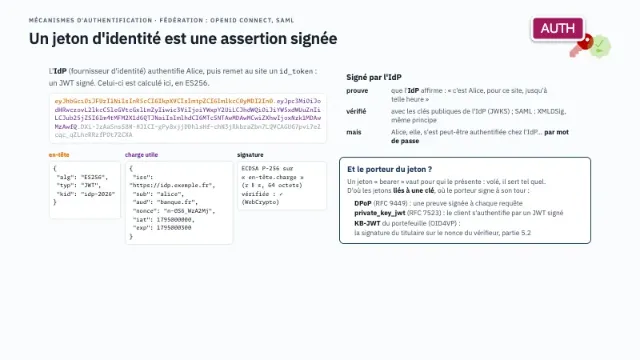 MÉCANISMES D'AUTHENTIFICATION · FÉDÉRATION : OPENID CONNECT, SAML
AUTH
Un jeton d'identité est une assertion signée
L'IdP (fournisseur d'identité) authentifie Alice, puis remet au site un id_token :
un JWT signé. Celui-ci est calculé ici, en ES256.
en-tête
{
"alg": "ES256",
"typ": "JWT",
"kid": "idp-2026"
}
charge utile
{
"iss":
"https://idp.exemple.fr",
"sub": "alice",
"aud": "banque.fr",
"nonce": "n-0S6_WzA2Mj",
"iat": 1795000000,
"exp": 1795000300
}
signature
ECDSA P-256 sur
« en-tête.charge »
(r ‖ s, 64 octets)
vérifiée : ✓
(WebCrypto)
Signé par l'IdP
prouve que l'IdP affirme : « c'est Alice, pour ce site, jusqu'à
telle heure »
vérifié avec les clés publiques de l'IdP (JWKS) ; SAML : XMLDSig,
même principe
mais Alice, elle, s'est peut-être authentifiée chez l'IdP… par mot
de passe
Et le porteur du jeton ?
Un jeton « bearer » vaut pour qui le présente : volé, il sert tel quel.
D'où les jetons liés à une clé, où le porteur signe à son tour :
DPoP (RFC 9449) : une preuve signée à chaque requête
private_key_jwt (RFC 7523) : le client s'authentifie par un JWT signé
KB-JWT du portefeuille (OID4VP) :
la signature du titulaire sur le nonce du vérifieur, partie 5.2